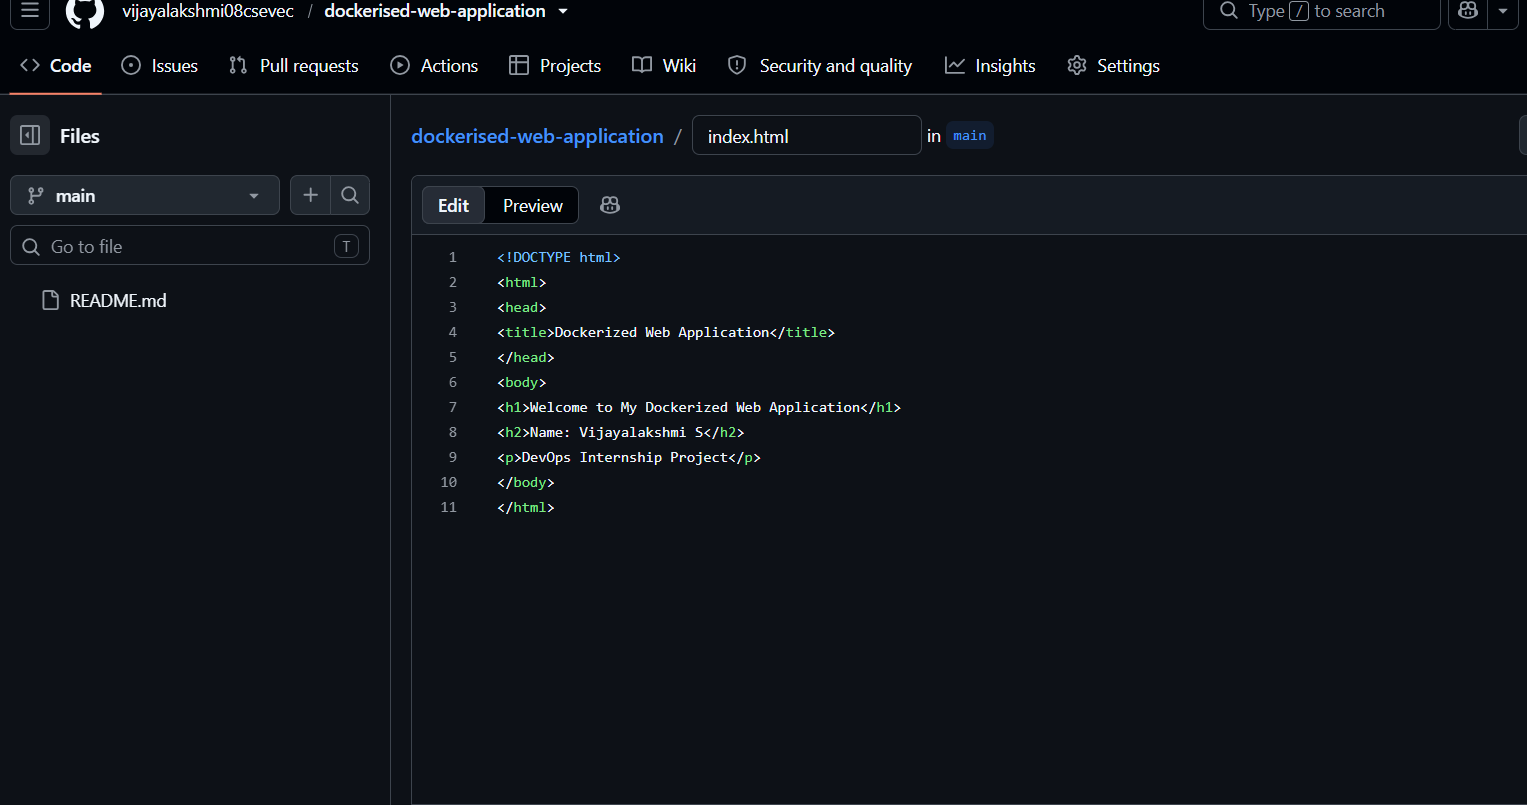 vijayalakshmi08csevec / dockerised-web-application
Type / to search
Code Issues Pull requests Actions Projects Wiki Security and quality Insights Settings
Files
dockerised-web-application / index.html in main
main
Go to file T
README.md
Edit Preview
1 <!DOCTYPE html>
2 <html>
3 <head>
4 <title>Dockerized Web Application</title>
5 </head>
6 <body>
7 <h1>Welcome to My Dockerized Web Application</h1>
8 <h2>Name: Vijayalakshmi S</h2>
9 <p>DevOps Internship Project</p>
10 </body>
11 </html>